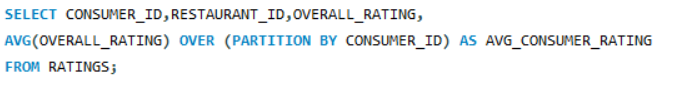 SELECT CONSUMER_ID,RESTAURANT_ID,OVERALL_RATING,
AVG(OVERALL_RATING) OVER (PARTITION BY CONSUMER_ID) AS AVG_CONSUMER_RATING
FROM RATINGS;